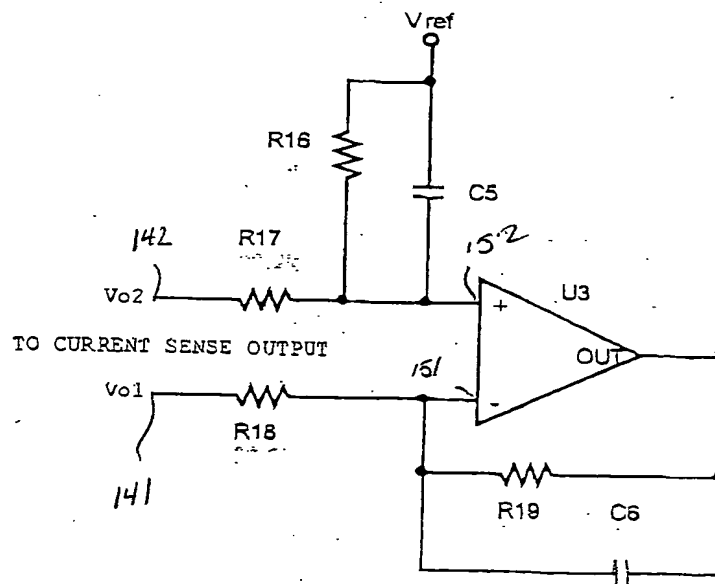 Vref
R16
C5
142
R17
152
Vo2
+
U3
TO CURRENT SENSE OUTPUT
OUT
Vo1
151
-
R18
141
R19
C6